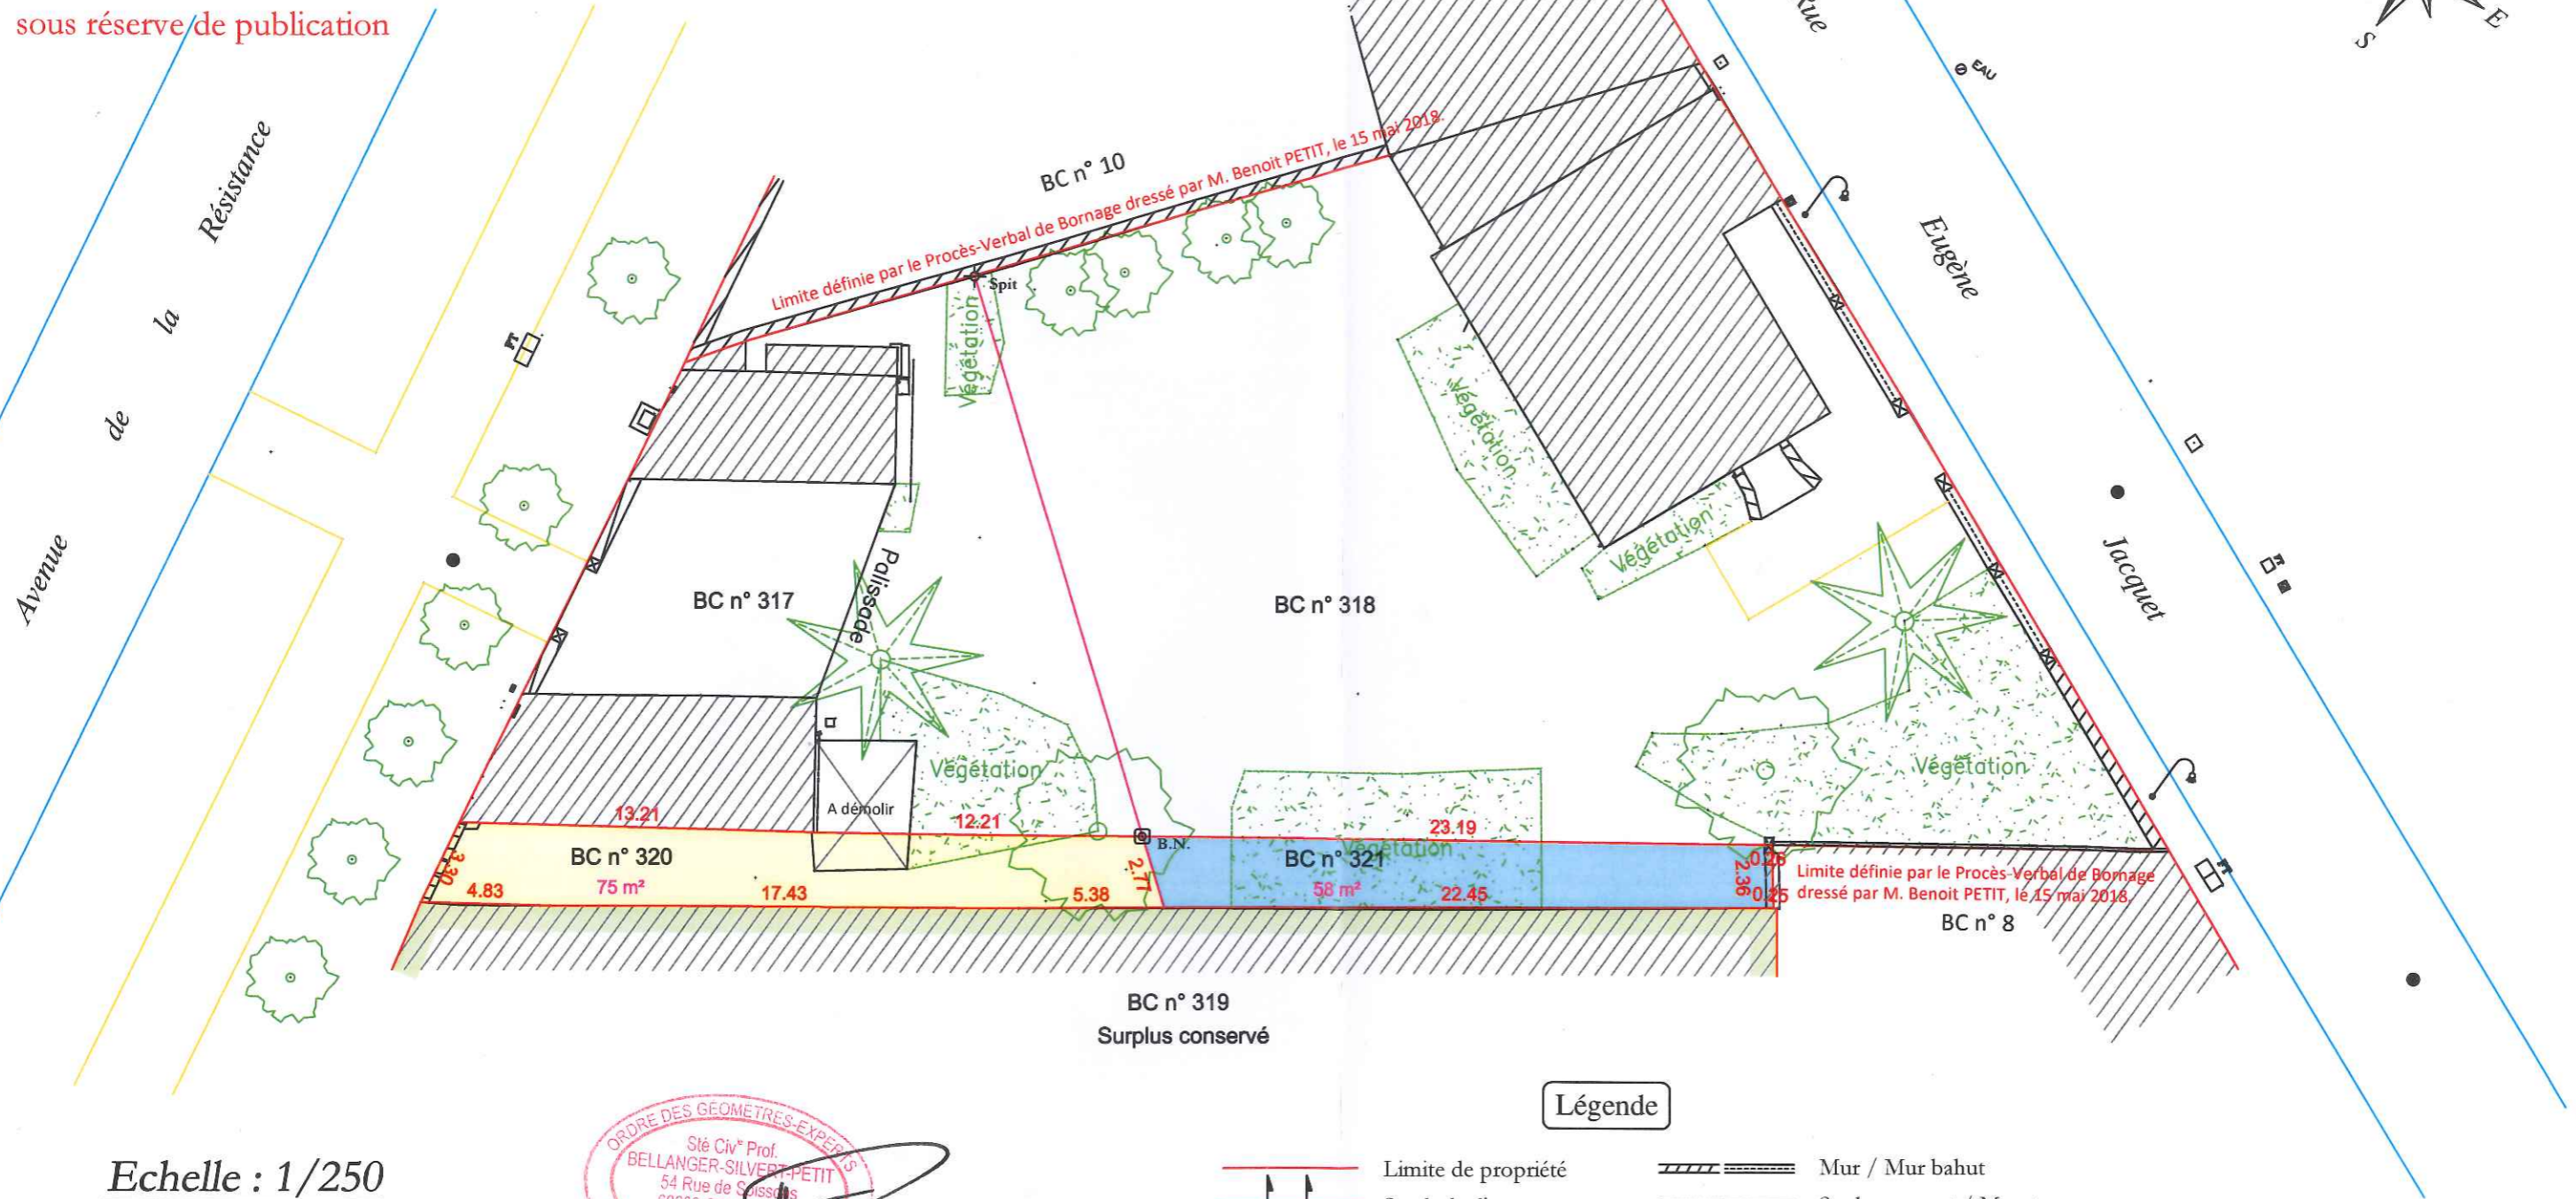 sous réserve de publication
S
E
Rue
Eugène
Jacquet
EAU
Avenue
de
la
Résistance
FT
BC n° 10
Limite définie par le Procès-Verbal de Bornage dressé par M. Benoit PETIT, le 15 mai 2018.
Spit
Végétation
Végétation
Végétation
FT
BC n° 317
Palissade
BC n° 318
Végétation
Végétation
A démolir
13.21
12.21
23.19
B.N.
Végétation
FT
BC n° 320
BC n° 321
3.30
2.77
2.36
0.28
0.25
75 m²
58 m²
4.83
17.43
5.38
22.45
Limite définie par le Procès-Verbal de Bornage
dressé par M. Benoit PETIT, le 15 mai 2018.
BC n° 8
BC n° 319
Surplus conservé
Légende
Echelle : 1/250
ORDRE DES GEOMETRES-EXPERTS
Sté Civᵉ Prof.
BELLANGER-SILVERT-PETIT
54 Rue de Soissons
Limite de propriété
Mur / Mur bahut